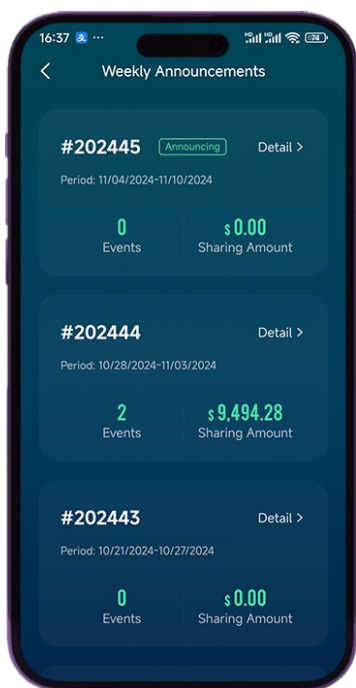 16:37 ··· HD HD 74
Weekly Announcements
#202445 Announcing Detail >
Period: 11/04/2024-11/10/2024
0 $0.00
Events Sharing Amount
#202444 Detail >
Period: 10/28/2024-11/03/2024
2 $9,494.28
Events Sharing Amount
#202443 Detail >
Period: 10/21/2024-10/27/2024
0 $0.00
Events Sharing Amount